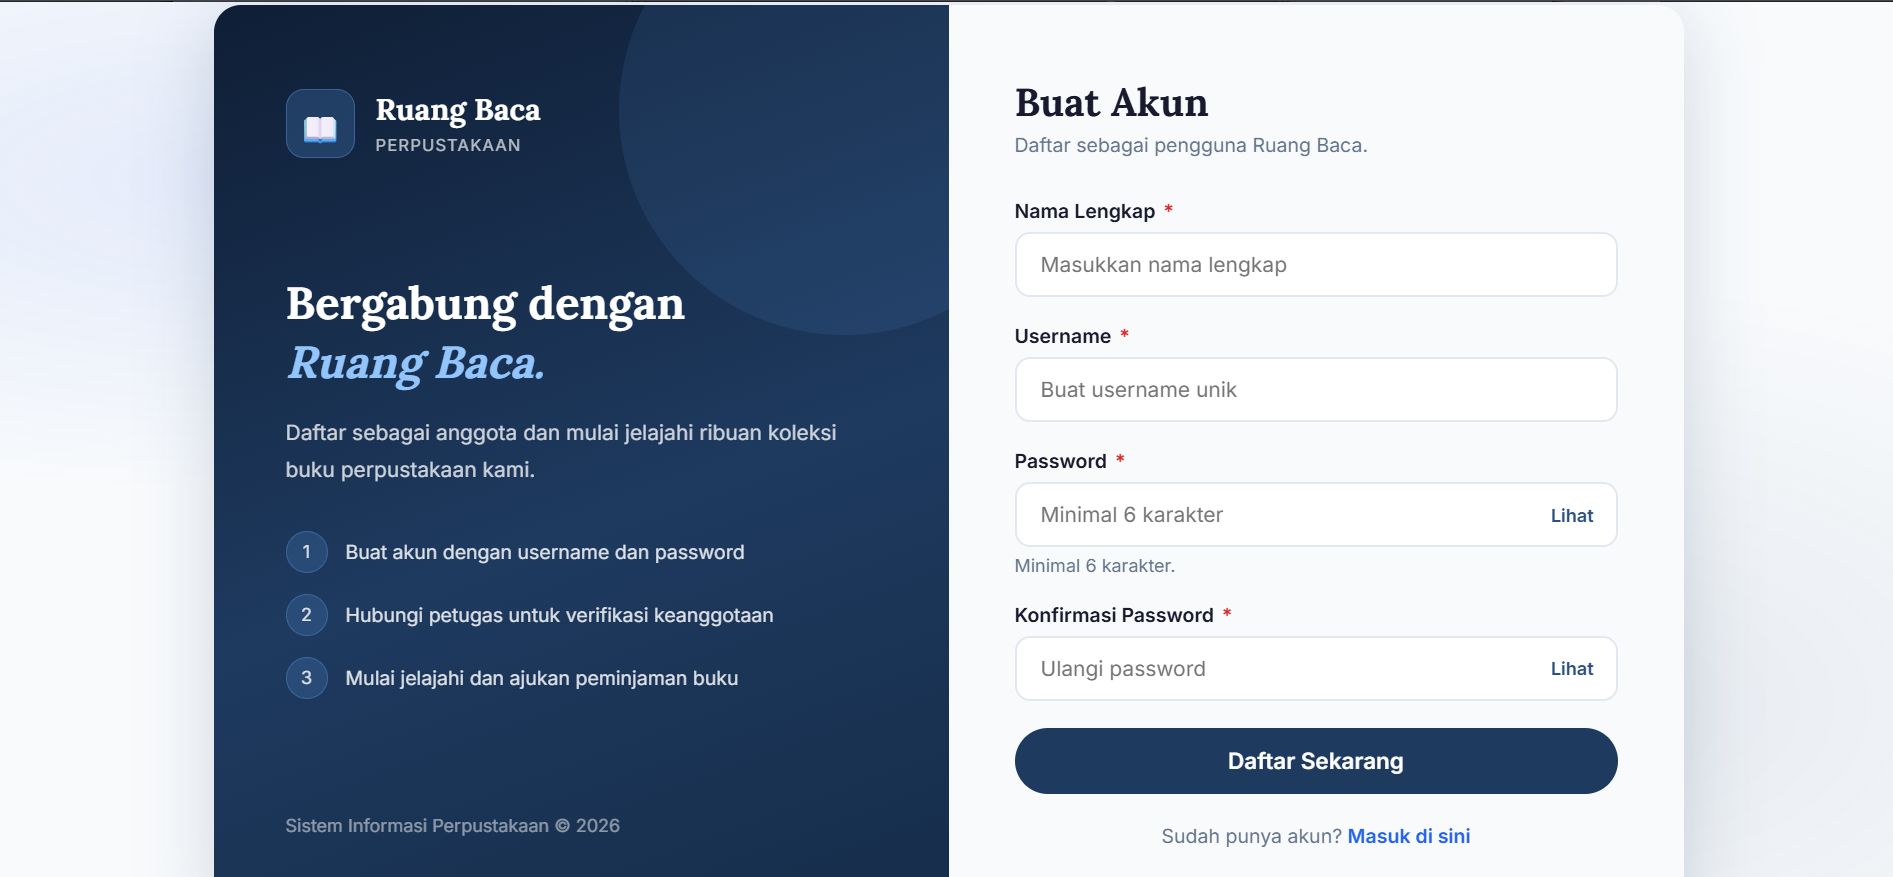 Ruang Baca
PERPUSTAKAAN
Bergabung dengan
Ruang Baca.
Daftar sebagai anggota dan mulai jelajahi ribuan koleksi
buku perpustakaan kami.
1 Buat akun dengan username dan password
2 Hubungi petugas untuk verifikasi keanggotaan
3 Mulai jelajahi dan ajukan peminjaman buku
Sistem Informasi Perpustakaan © 2026
Buat Akun
Daftar sebagai pengguna Ruang Baca.
Nama Lengkap *
Masukkan nama lengkap
Username *
Buat username unik
Password *
Minimal 6 karakter Lihat
Minimal 6 karakter.
Konfirmasi Password *
Ulangi password Lihat
Daftar Sekarang
Sudah punya akun? Masuk di sini